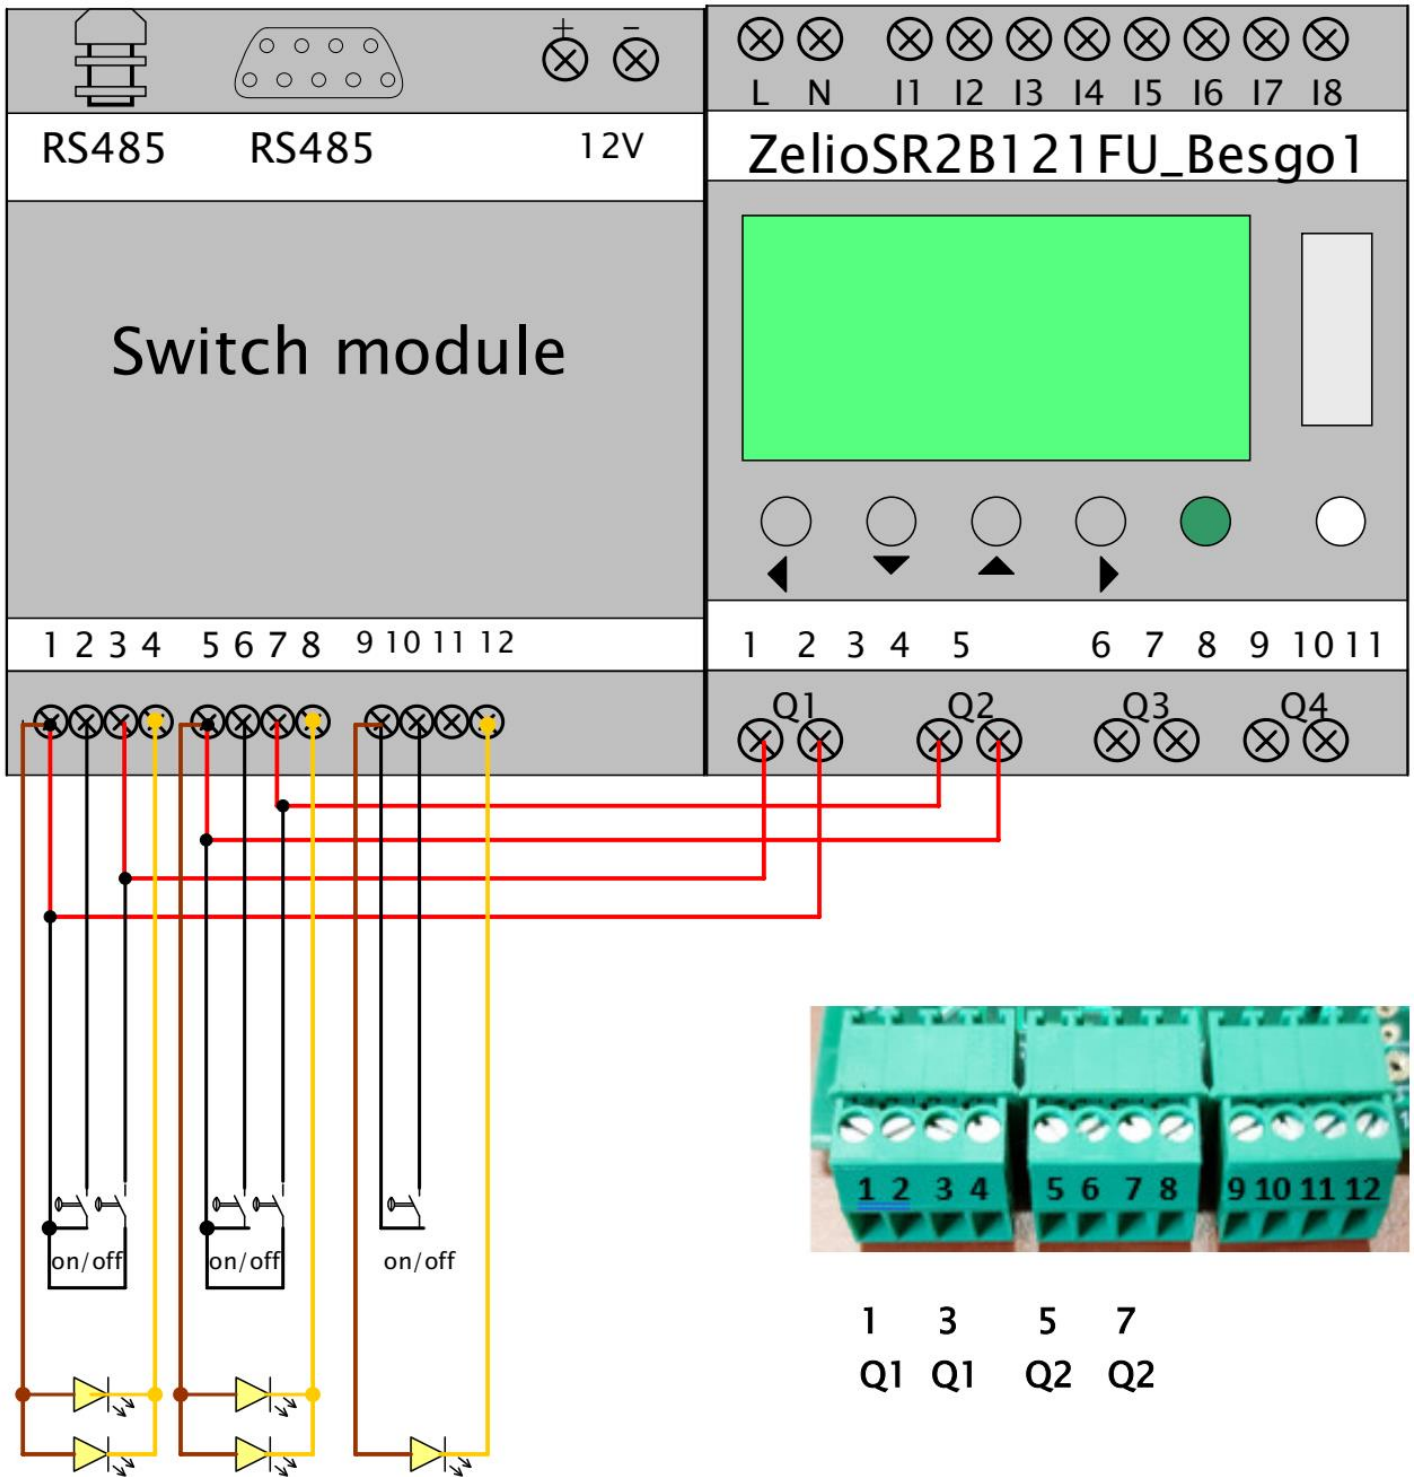 + −
RS485 RS485 12V
Switch module
1 2 3 4 5 6 7 8 9 10 11 12
L N I1 I2 I3 I4 I5 I6 I7 I8
ZelioSR2B121FU_Besgo1
1 2 3 4 5 6 7 8 9 10 11
Q1 Q2 Q3 Q4
on/off on/off on/off
1 2 3 4 5 6 7 8 9 10 11 12
1 3 5 7
Q1 Q1 Q2 Q2